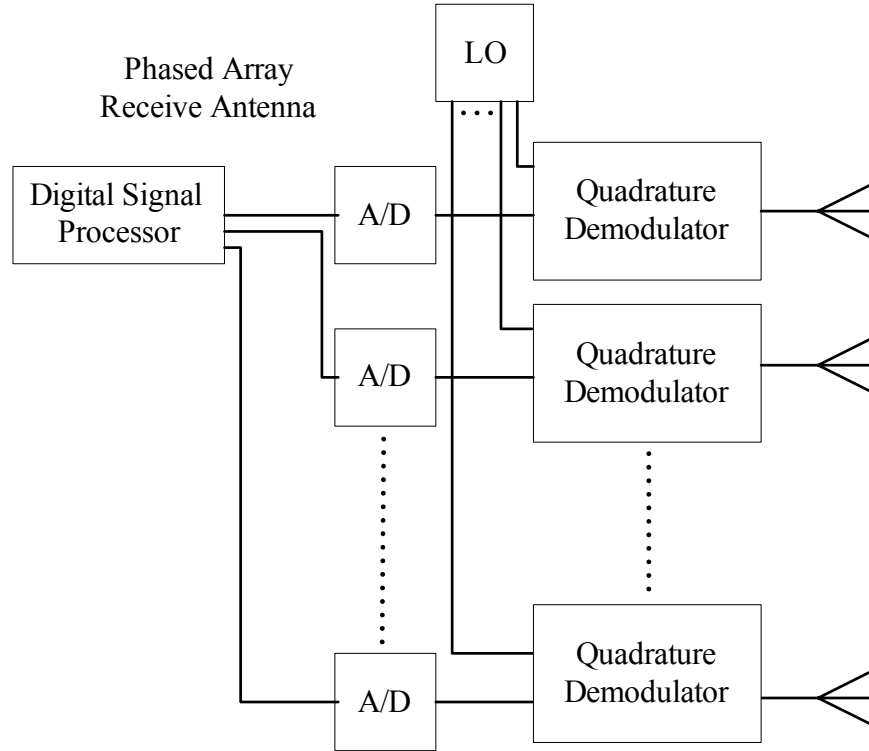 LO
Phased Array
Receive Antenna
Digital Signal
Processor
A/D
Quadrature
Demodulator
A/D
Quadrature
Demodulator
A/D
Quadrature
Demodulator